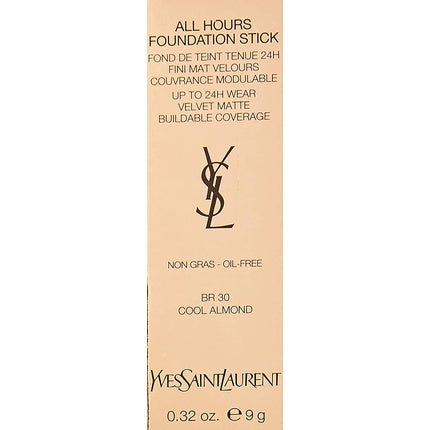 ALL HOURS
FOUNDATION STICK
FOND DE TEINT TENUE 24H
FINI MAT VELOURS
COUVRANCE MODULABLE
UP TO 24H WEAR
VELVET MATTE
BUILDABLE COVERAGE
YSL
NON GRAS - OIL-FREE
BR 30
COOL ALMOND
YVESSAINTLAURENT
0.32 oz. ℮ 9 g